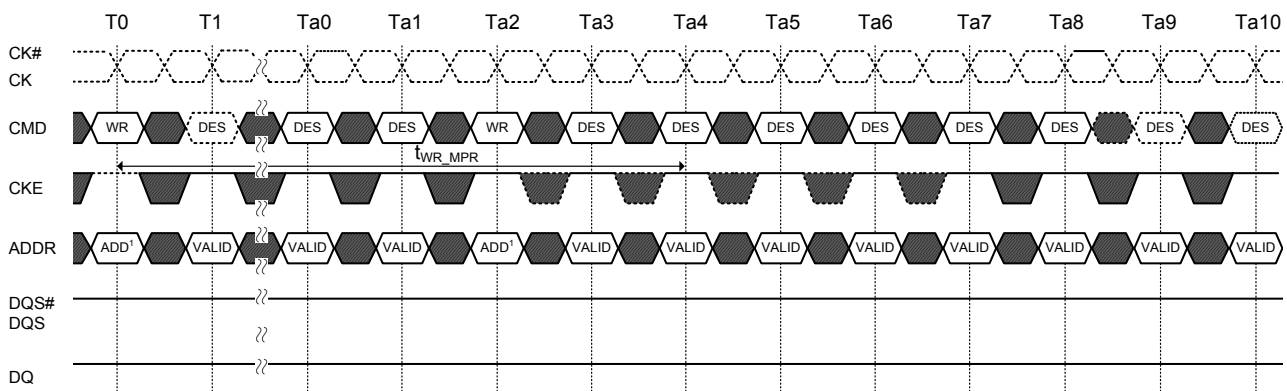 T0 T1 Ta0 Ta1 Ta2 Ta3 Ta4 Ta5 Ta6 Ta7 Ta8 Ta9 Ta10
CK#
CK
CMD WR DES DES DES WR DES DES DES DES DES DES DES DES
tWR_MPR
CKE
ADDR ADD¹ VALID VALID VALID ADD¹ VALID VALID VALID VALID VALID VALID VALID VALID
DQS#
DQS
DQ